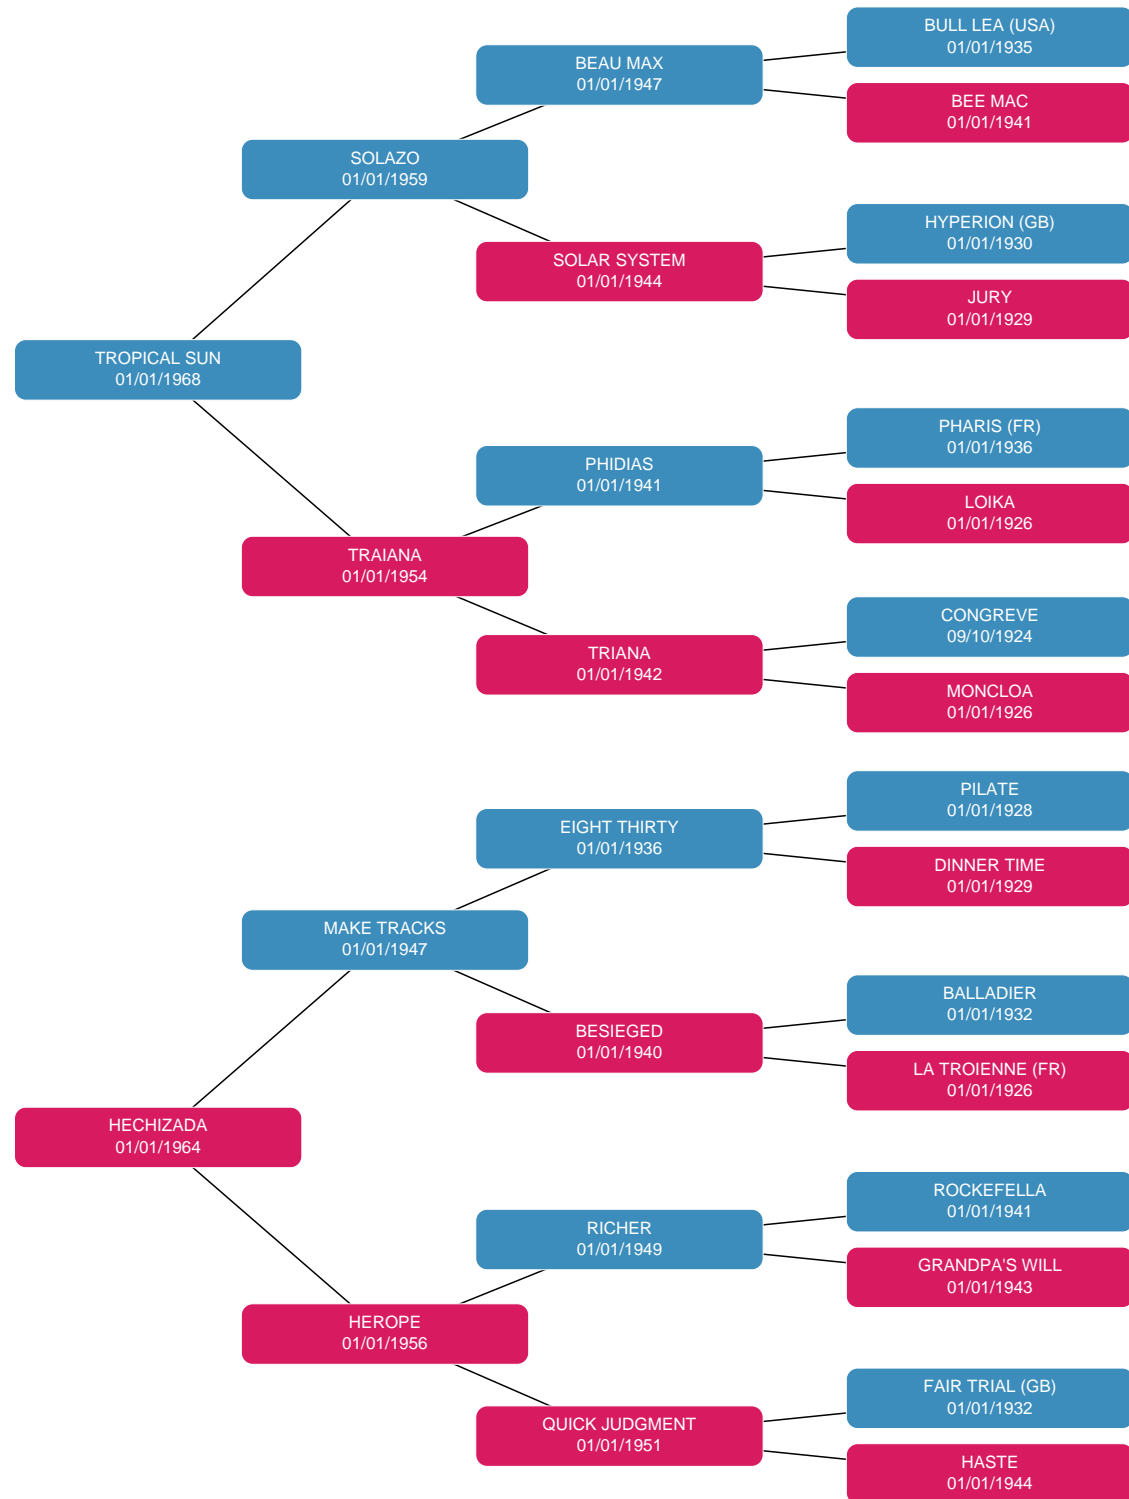 BULL LEA (USA)
01/01/1935
BEAU MAX
01/01/1947
BEE MAC
01/01/1941
SOLAZO
01/01/1959
HYPERION (GB)
01/01/1930
SOLAR SYSTEM
01/01/1944
JURY
01/01/1929
TROPICAL SUN
01/01/1968
PHARIS (FR)
01/01/1936
PHIDIAS
01/01/1941
LOIKA
01/01/1926
TRAIANA
01/01/1954
CONGREVE
09/10/1924
TRIANA
01/01/1942
MONCLOA
01/01/1926
PILATE
01/01/1928
EIGHT THIRTY
01/01/1936
DINNER TIME
01/01/1929
MAKE TRACKS
01/01/1947
BALLADIER
01/01/1932
BESIEGED
01/01/1940
LA TROIENNE (FR)
01/01/1926
HECHIZADA
01/01/1964
ROCKEFELLA
01/01/1941
RICHER
01/01/1949
GRANDPA'S WILL
01/01/1943
HEROPE
01/01/1956
FAIR TRIAL (GB)
01/01/1932
QUICK JUDGMENT
01/01/1951
HASTE
01/01/1944